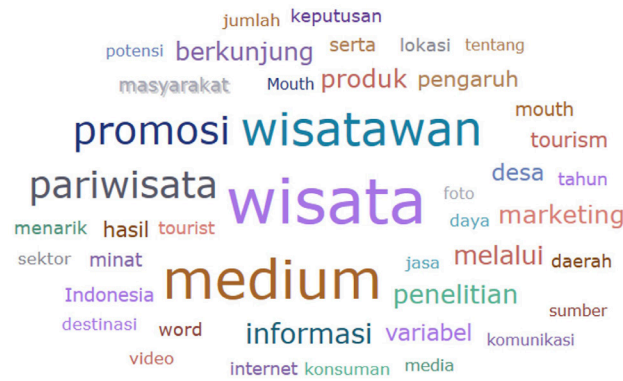 jumlah keputusan
potensi berkunjung serta lokasi tentang
masyarakat Mouth produk pengaruh
promosi wisatawan mouth
tourism
pariwisata wisata foto desa tahun
menarik hasil tourist daya marketing
sektor minat medium jasa melalui daerah
Indonesia penelitian
sumber
destinasi word informasi variabel komunikasi
video internet konsuman media